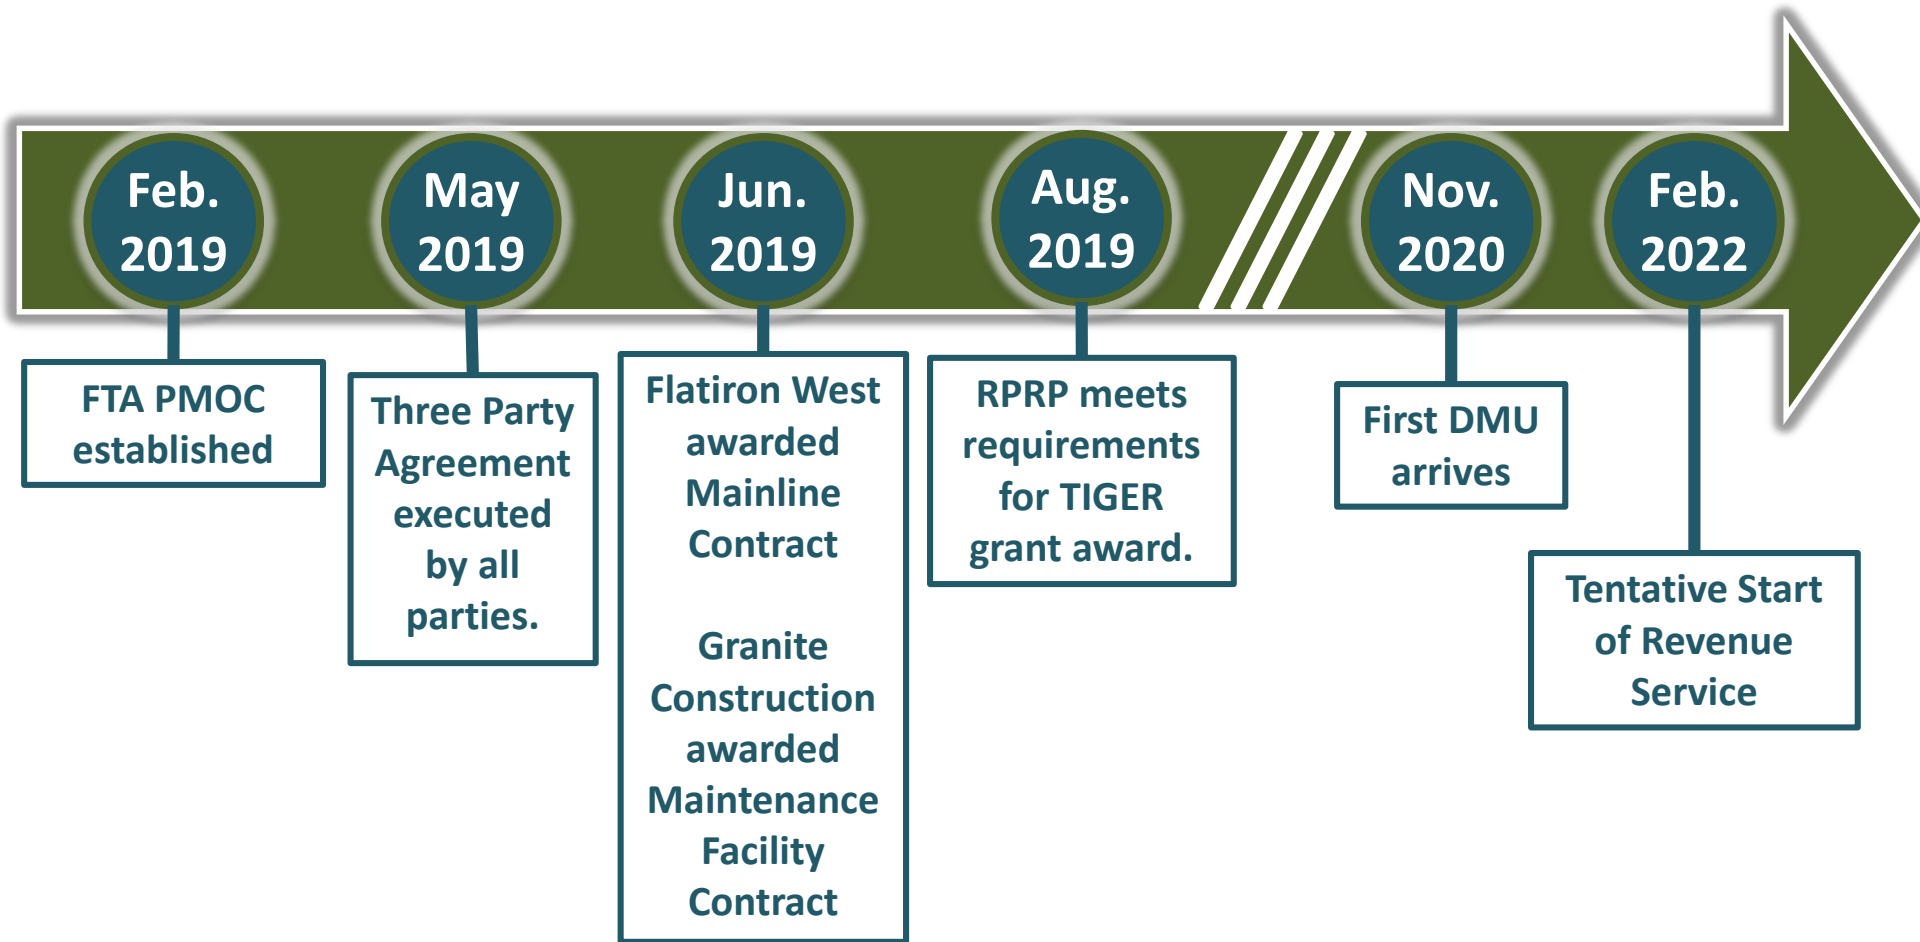 Feb.
2019
May
2019
Jun.
2019
Aug.
2019
Nov.
2020
Feb.
2022
FTA PMOC
established
Three Party
Agreement
executed
by all
parties.
Flatiron West
awarded
Mainline
Contract
Granite
Construction
awarded
Maintenance
Facility
Contract
RPRP meets
requirements
for TIGER
grant award.
First DMU
arrives
Tentative Start
of Revenue
Service